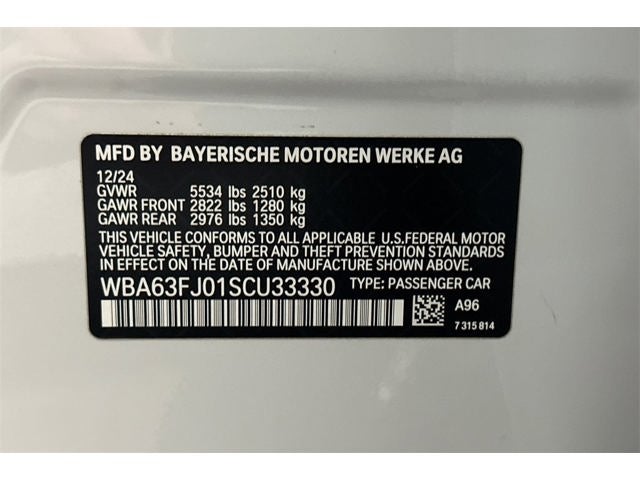 MFD BY BAYERISCHE MOTOREN WERKE AG
12/24
GVWR 5534 lbs 2510 kg
GAWR FRONT 2822 lbs 1280 kg
GAWR REAR 2976 lbs 1350 kg
THIS VEHICLE CONFORMS TO ALL APPLICABLE U.S.FEDERAL MOTOR
VEHICLE SAFETY, BUMPER AND THEFT PREVENTION STANDARDS
IN EFFECT ON THE DATE OF MANUFACTURE SHOWN ABOVE.
WBA63FJ01SCU33330 TYPE: PASSENGER CAR
A96
7 315 814